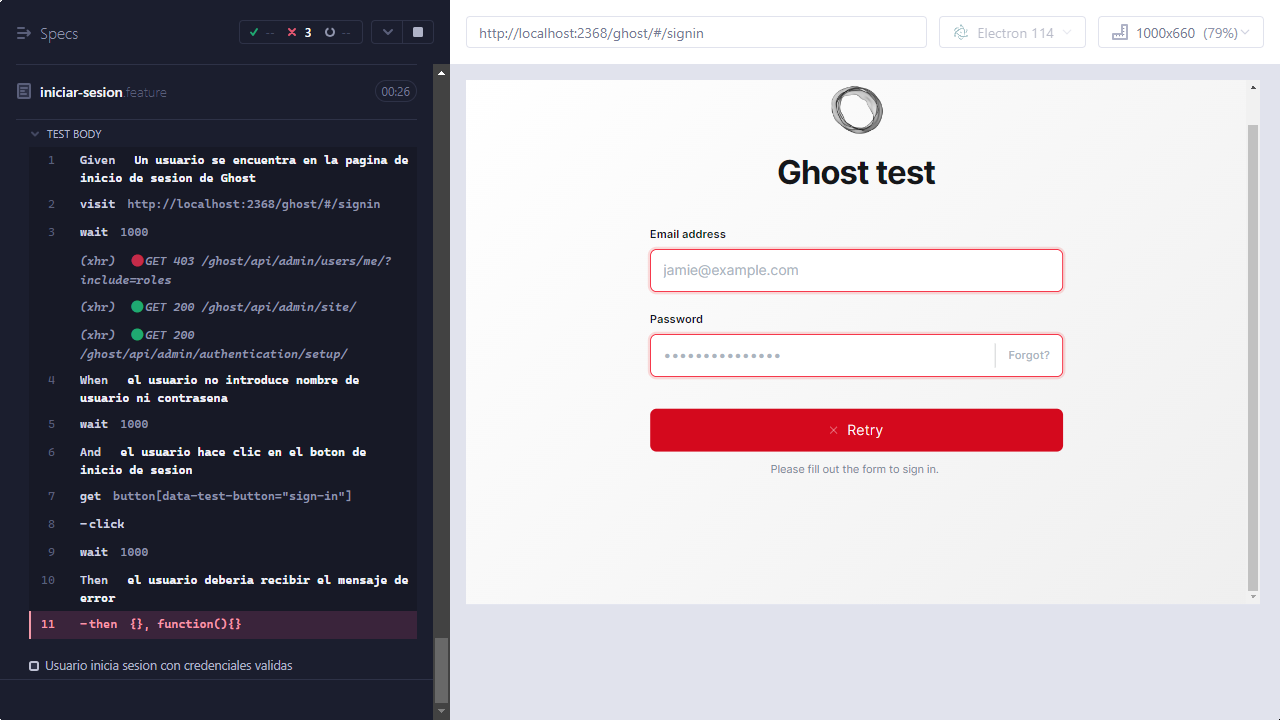 Specs
-- 3 --
iniciar-sesion.feature
00:26
TEST BODY
1 Given Un usuario se encuentra en la pagina de
inicio de sesion de Ghost
2 visit http://localhost:2368/ghost/#/signin
3 wait 1000
(xhr) GET 403 /ghost/api/admin/users/me/?
include=roles
(xhr) GET 200 /ghost/api/admin/site/
(xhr) GET 200
/ghost/api/admin/authentication/setup/
4 When el usuario no introduce nombre de
usuario ni contrasena
5 wait 1000
6 And el usuario hace clic en el boton de
inicio de sesion
7 get button[data-test-button="sign-in"]
8 -click
9 wait 1000
10 Then el usuario deberia recibir el mensaje de
error
11 -then {}, function(){}
Usuario inicia sesion con credenciales validas
http://localhost:2368/ghost/#/signin
Electron 114
1000x660 (79%)
Ghost test
Email address
jamie@example.com
Password
•••••••••••••••
Forgot?
Retry
Please fill out the form to sign in.